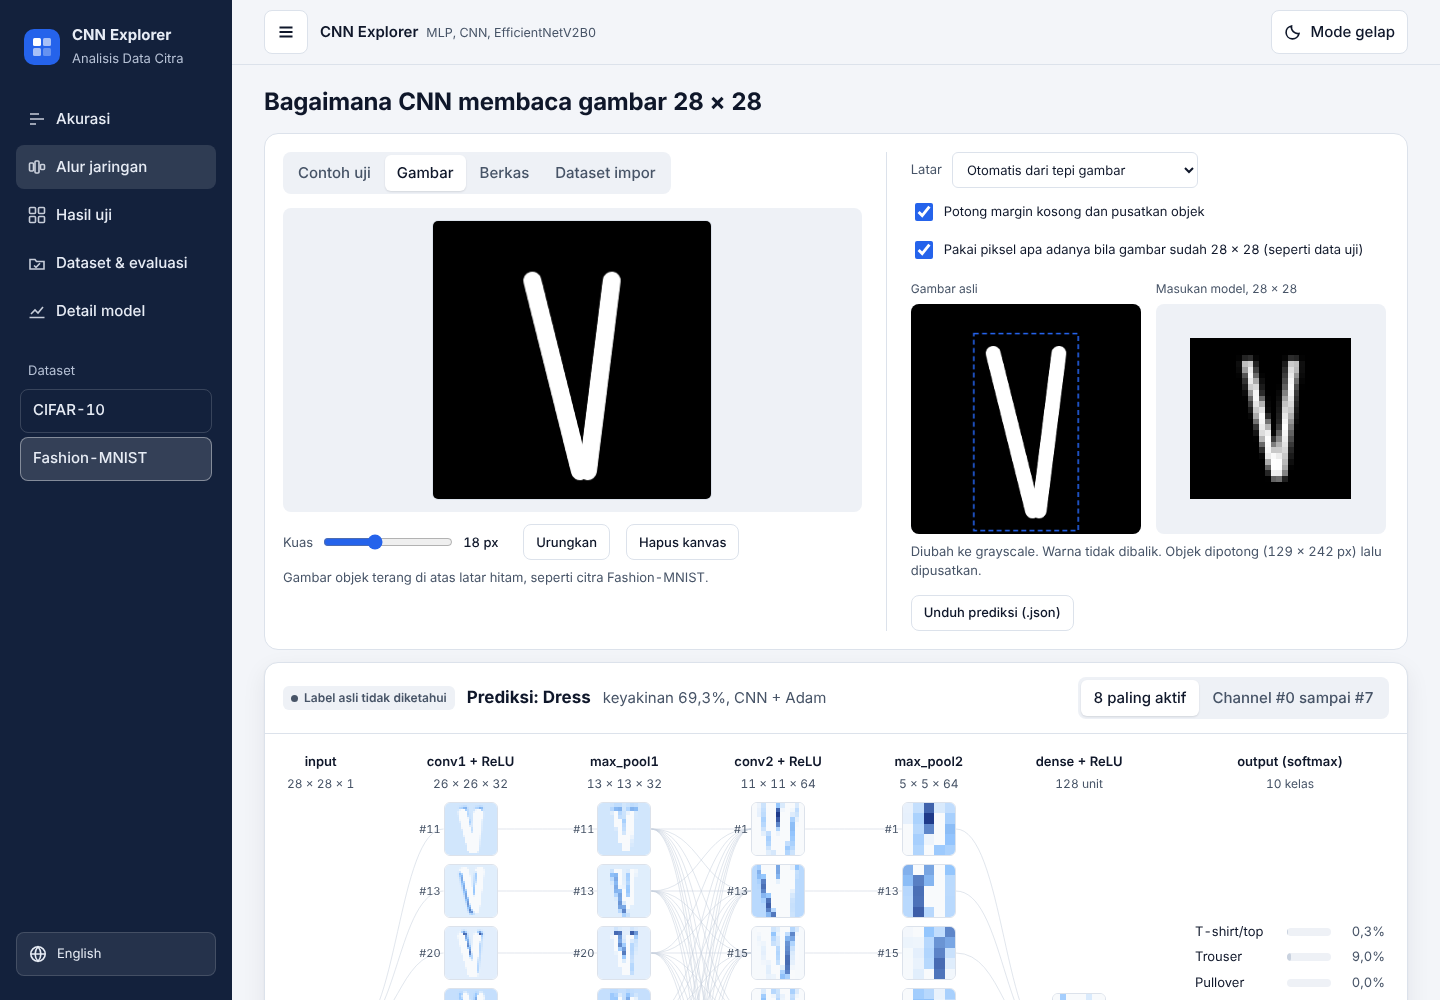 CNN Explorer
Analisis Data Citra
Akurasi
Alur jaringan
Hasil uji
Dataset & evaluasi
Detail model
Dataset
CIFAR-10
Fashion-MNIST
English
CNN Explorer MLP, CNN, EfficientNetV2B0
Mode gelap
Bagaimana CNN membaca gambar 28 × 28
Contoh uji Gambar Berkas Dataset impor
Kuas 18 px Urungkan Hapus kanvas
Gambar objek terang di atas latar hitam, seperti citra Fashion-MNIST.
Latar Otomatis dari tepi gambar
Potong margin kosong dan pusatkan objek
Pakai piksel apa adanya bila gambar sudah 28 × 28 (seperti data uji)
Gambar asli Masukan model, 28 × 28
Diubah ke grayscale. Warna tidak dibalik. Objek dipotong (129 × 242 px) lalu
dipusatkan.
Unduh prediksi (.json)
Label asli tidak diketahui Prediksi: Dress keyakinan 69,3%, CNN + Adam
8 paling aktif Channel #0 sampai #7
input conv1 + ReLU max_pool1 conv2 + ReLU max_pool2 dense + ReLU output (softmax)
28 × 28 × 1 26 × 26 × 32 13 × 13 × 32 11 × 11 × 64 5 × 5 × 64 128 unit 10 kelas
#11 #11 #1 #1
#13 #13 #13 #13
#20 #20 #15 #15
T-shirt/top 0,3%
Trouser 9,0%
Pullover 0,0%